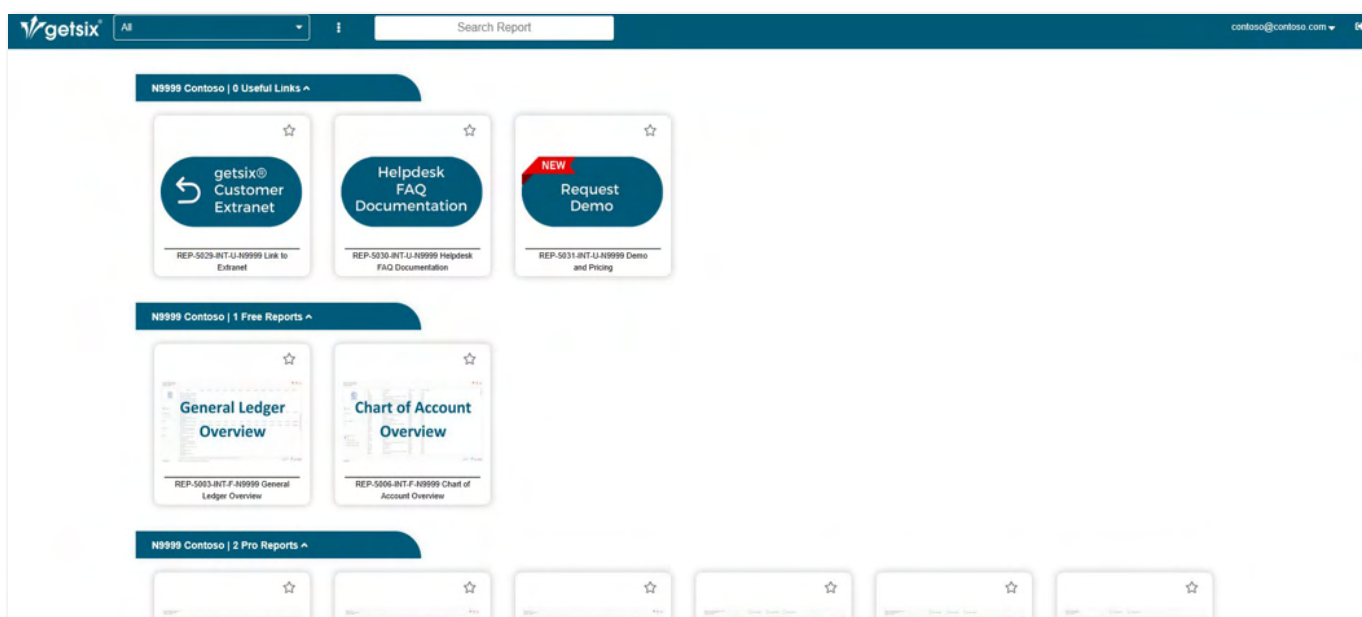 getsix®
All
Search Report
contoso@contoso.com
N9999 Contoso | 0 Useful Links
getsix®
Customer
Extranet
REP-5029-INT-U-N9999 Link to
Extranet
Helpdesk
FAQ
Documentation
REP-5030-INT-U-N9999 Helpdesk
FAQ Documentation
NEW
Request
Demo
REP-5031-INT-U-N9999 Demo
and Pricing
N9999 Contoso | 1 Free Reports
General Ledger
Overview
REP-5003-INT-F-N9999 General
Ledger Overview
Chart of Account
Overview
REP-5006-INT-F-N9999 Chart of
Account Overview
N9999 Contoso | 2 Pro Reports